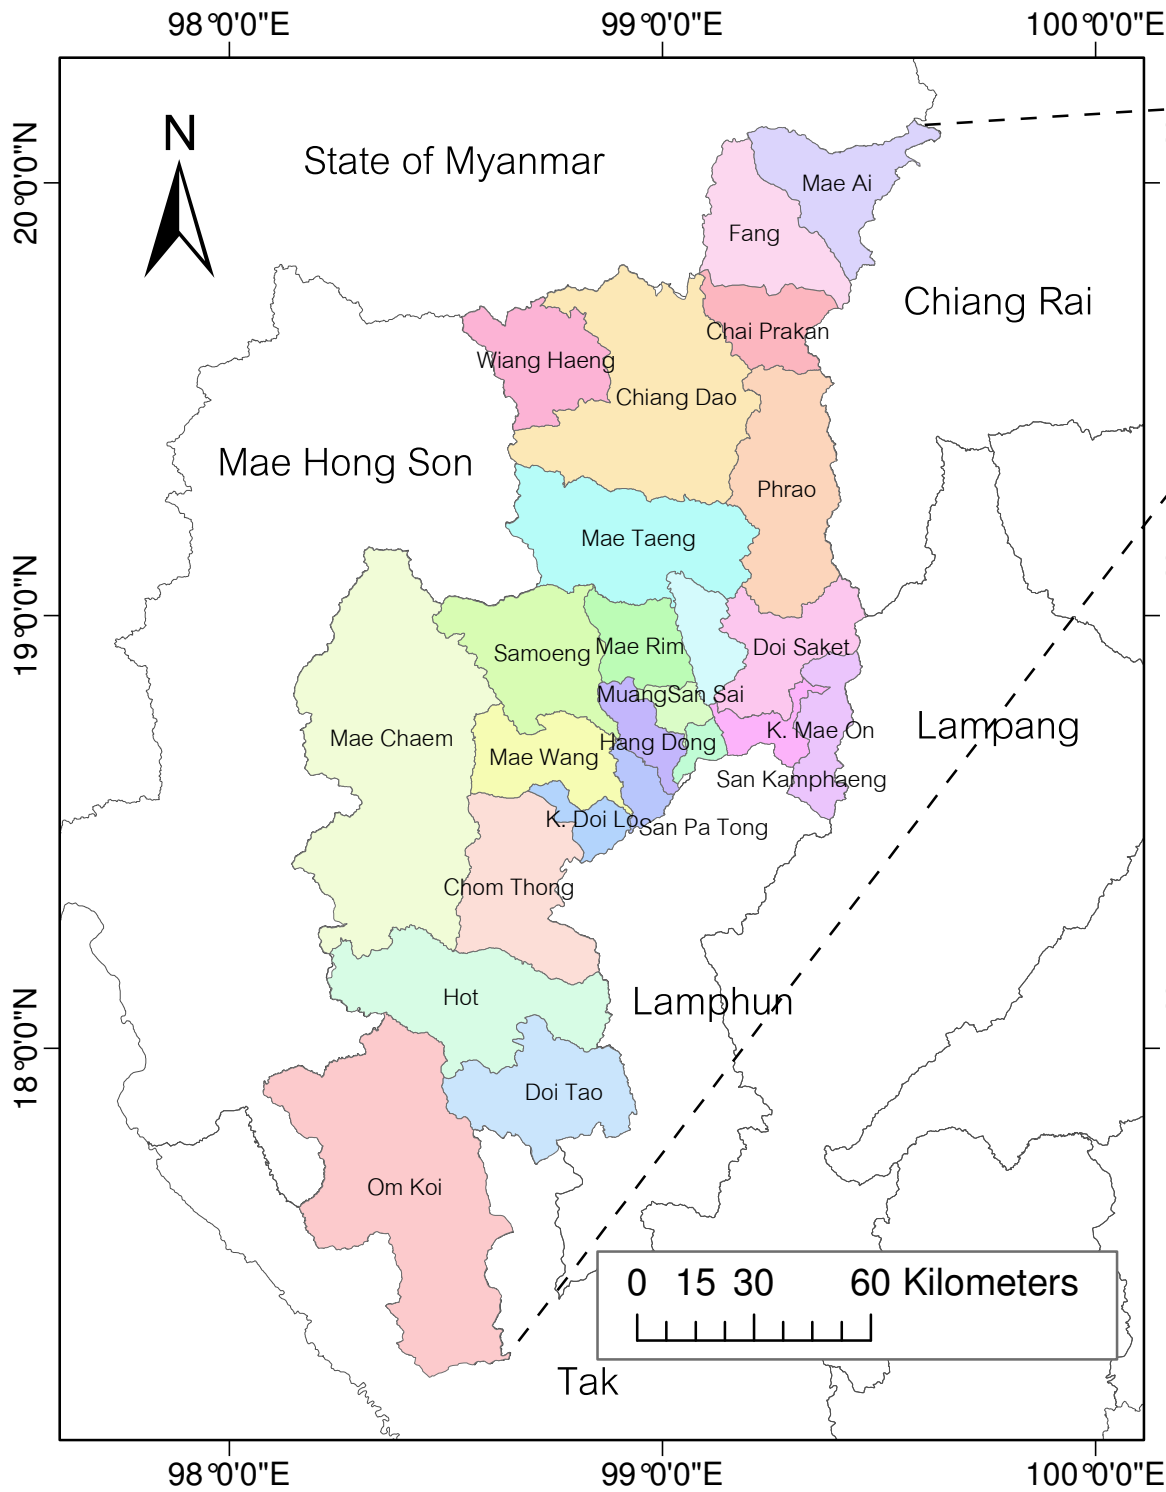 98°0'0"E
99°0'0"E
100°0'0"E
N
State of Myanmar
20°0'0"N
Mae Ai
Fang
Chiang Rai
Chai Prakan
Wiang Haeng
Chiang Dao
Mae Hong Son
Phrao
Mae Taeng
19°0'0"N
Samoeng
Mae Rim
Doi Saket
Muang
San Sai
Mae Chaem
Mae Wang
Hang Dong
K. Mae On
Lampang
San Kamphaeng
K. Doi Lo
San Pa Tong
Chom Thong
Hot
Lamphun
18°0'0"N
Doi Tao
Om Koi
0 15 30 60 Kilometers
Tak
98°0'0"E
99°0'0"E
100°0'0"E